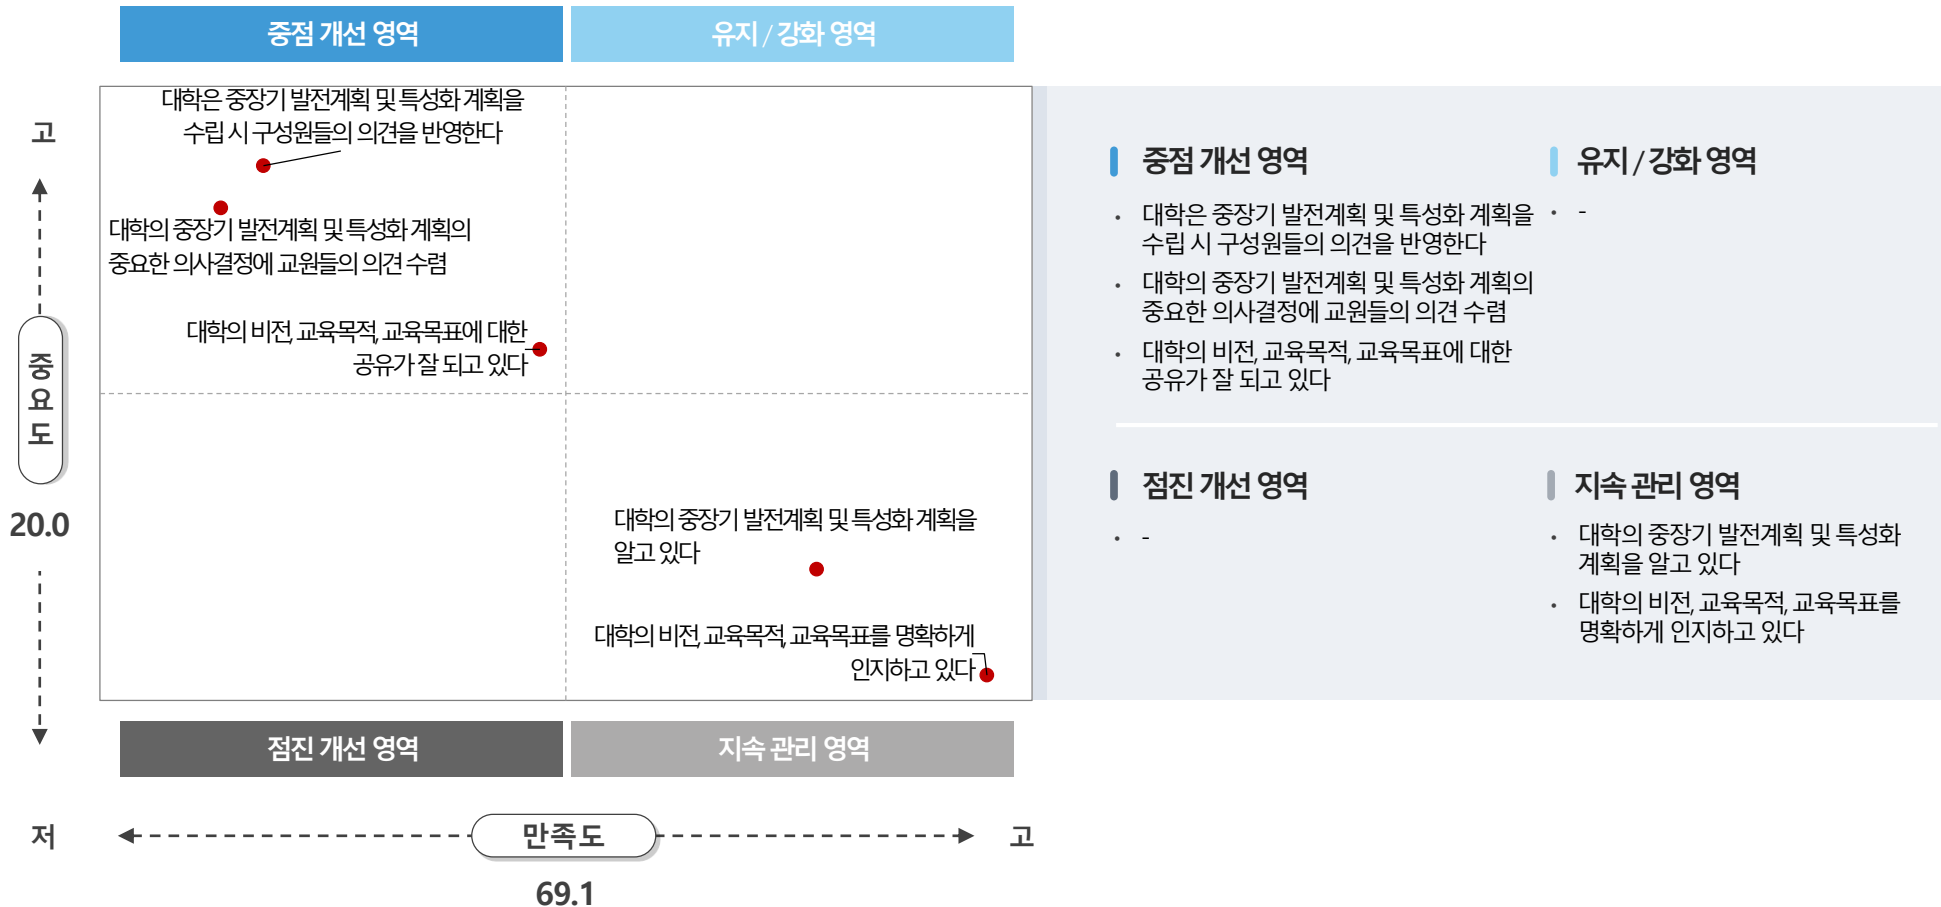 중점 개선 영역
유지 / 강화 영역
고
중요도
20.0
저
대학은 중장기 발전계획 및 특성화 계획을
수립 시 구성원들의 의견을 반영한다
대학의 중장기 발전계획 및 특성화 계획의
중요한 의사결정에 교원들의 의견 수렴
대학의 비전, 교육목적, 교육목표에 대한
공유가 잘 되고 있다
대학의 중장기 발전계획 및 특성화 계획을
알고 있다
대학의 비전, 교육목적, 교육목표를 명확하게
인지하고 있다
점진 개선 영역
지속 관리 영역
만족도
고
69.1
중점 개선 영역
• 대학은 중장기 발전계획 및 특성화 계획을
수립 시 구성원들의 의견을 반영한다
• 대학의 중장기 발전계획 및 특성화 계획의
중요한 의사결정에 교원들의 의견 수렴
• 대학의 비전, 교육목적, 교육목표에 대한
공유가 잘 되고 있다
유지 / 강화 영역
• -
점진 개선 영역
• -
지속 관리 영역
• 대학의 중장기 발전계획 및 특성화
계획을 알고 있다
• 대학의 비전, 교육목적, 교육목표를
명확하게 인지하고 있다